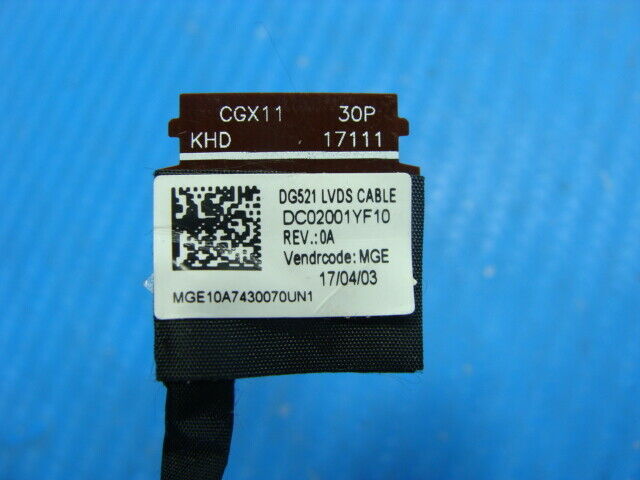 CGX11 30P
KHD 17111
DG521 LVDS CABLE
DC02001YF10
REV.:0A
Vendrcode: MGE
17/04/03
MGE10A7430070UN1